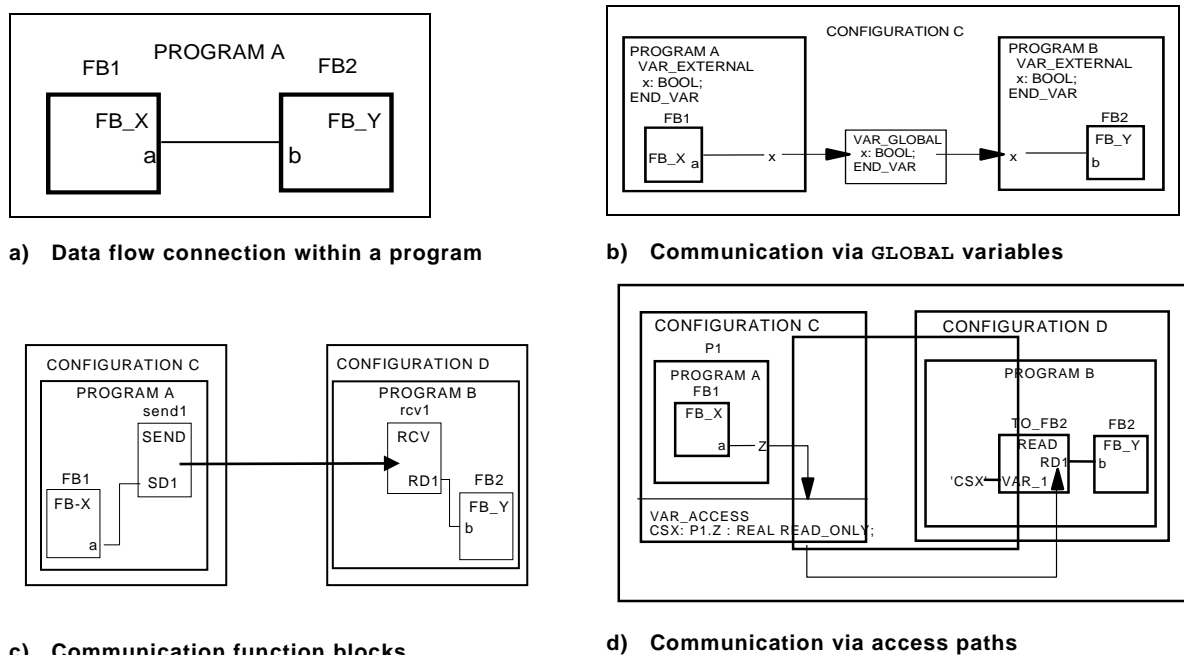 PROGRAM A
FB1
FB2
FB_X
FB_Y
a
b
a) Data flow connection within a program
CONFIGURATION C
PROGRAM A
VAR_EXTERNAL
x: BOOL;
END_VAR
FB1
FB_X
a
x
VAR_GLOBAL
x: BOOL;
END_VAR
PROGRAM B
VAR_EXTERNAL
x: BOOL;
END_VAR
x
FB2
FB_Y
b
b) Communication via GLOBAL variables
CONFIGURATION C
PROGRAM A
send1
SEND
SD1
FB1
FB-X
a
CONFIGURATION D
PROGRAM B
rcv1
RCV
RD1
FB2
FB_Y
b
c) Communication function blocks
CONFIGURATION C
P1
PROGRAM A
FB1
FB_X
a
Z
VAR_ACCESS
CSX: P1.Z : REAL READ_ONLY;
CONFIGURATION D
PROGRAM B
TO_FB2
READ
RD1
'CSX'
VAR_1
FB2
FB_Y
b
d) Communication via access paths